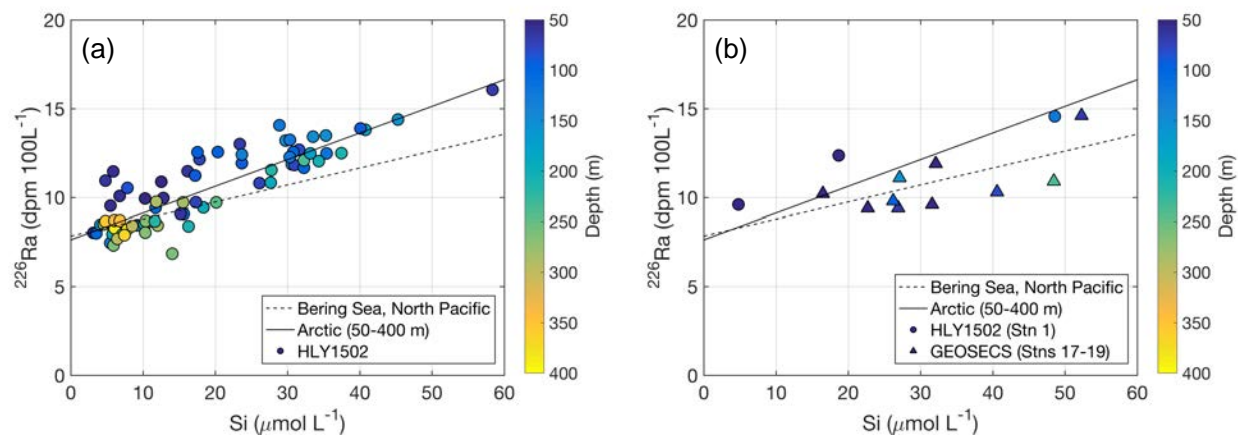 (a)
20
15
10
5
0
²²⁶Ra (dpm 100L⁻¹)
0 10 20 30 40 50 60
Si (μmol L⁻¹)
Bering Sea, North Pacific
Arctic (50-400 m)
HLY1502
50
100
150
200
250
300
350
400
Depth (m)
(b)
20
15
10
5
0
²²⁶Ra (dpm 100L⁻¹)
0 10 20 30 40 50 60
Si (μmol L⁻¹)
Bering Sea, North Pacific
Arctic (50-400 m)
HLY1502 (Stn 1)
GEOSECS (Stns 17-19)
50
100
150
200
250
300
350
400
Depth (m)